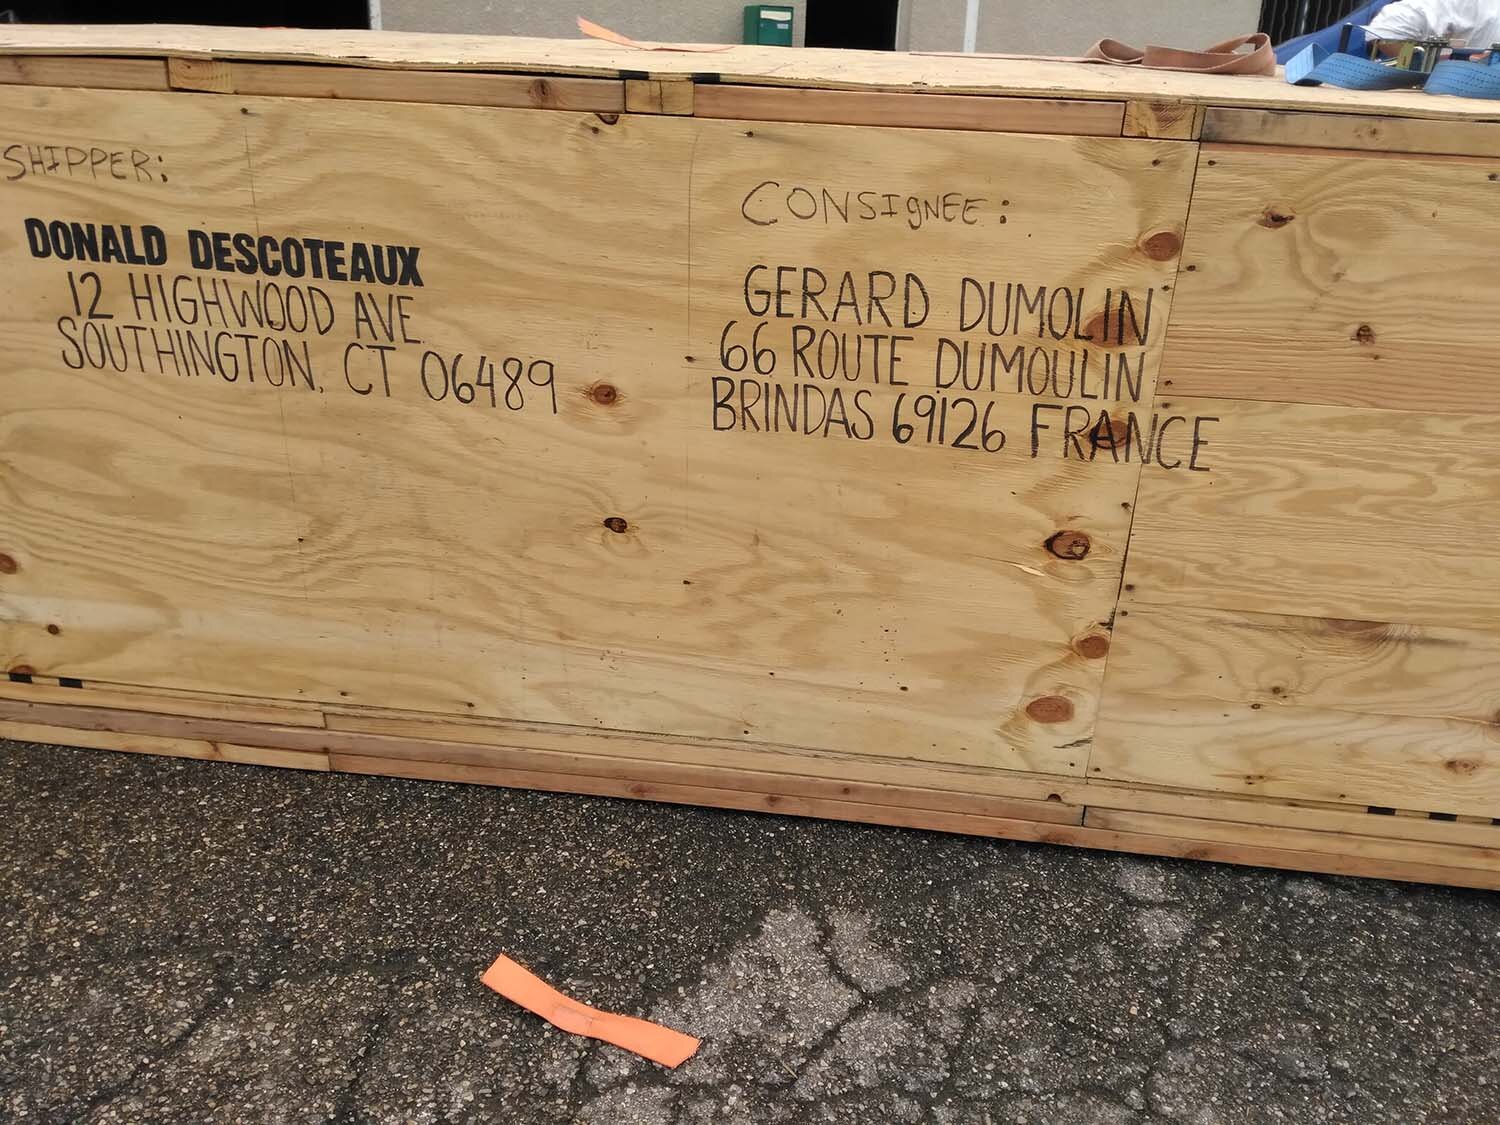 SHIPPER:
DONALD DESCOTEAUX
12 HIGHWOOD AVE
SOUTHINGTON, CT 06489
CONSIgNEE:
GERARD DUMOLIN
66 ROUTE DUMOULIN
BRINDAS 69126 FRANCE